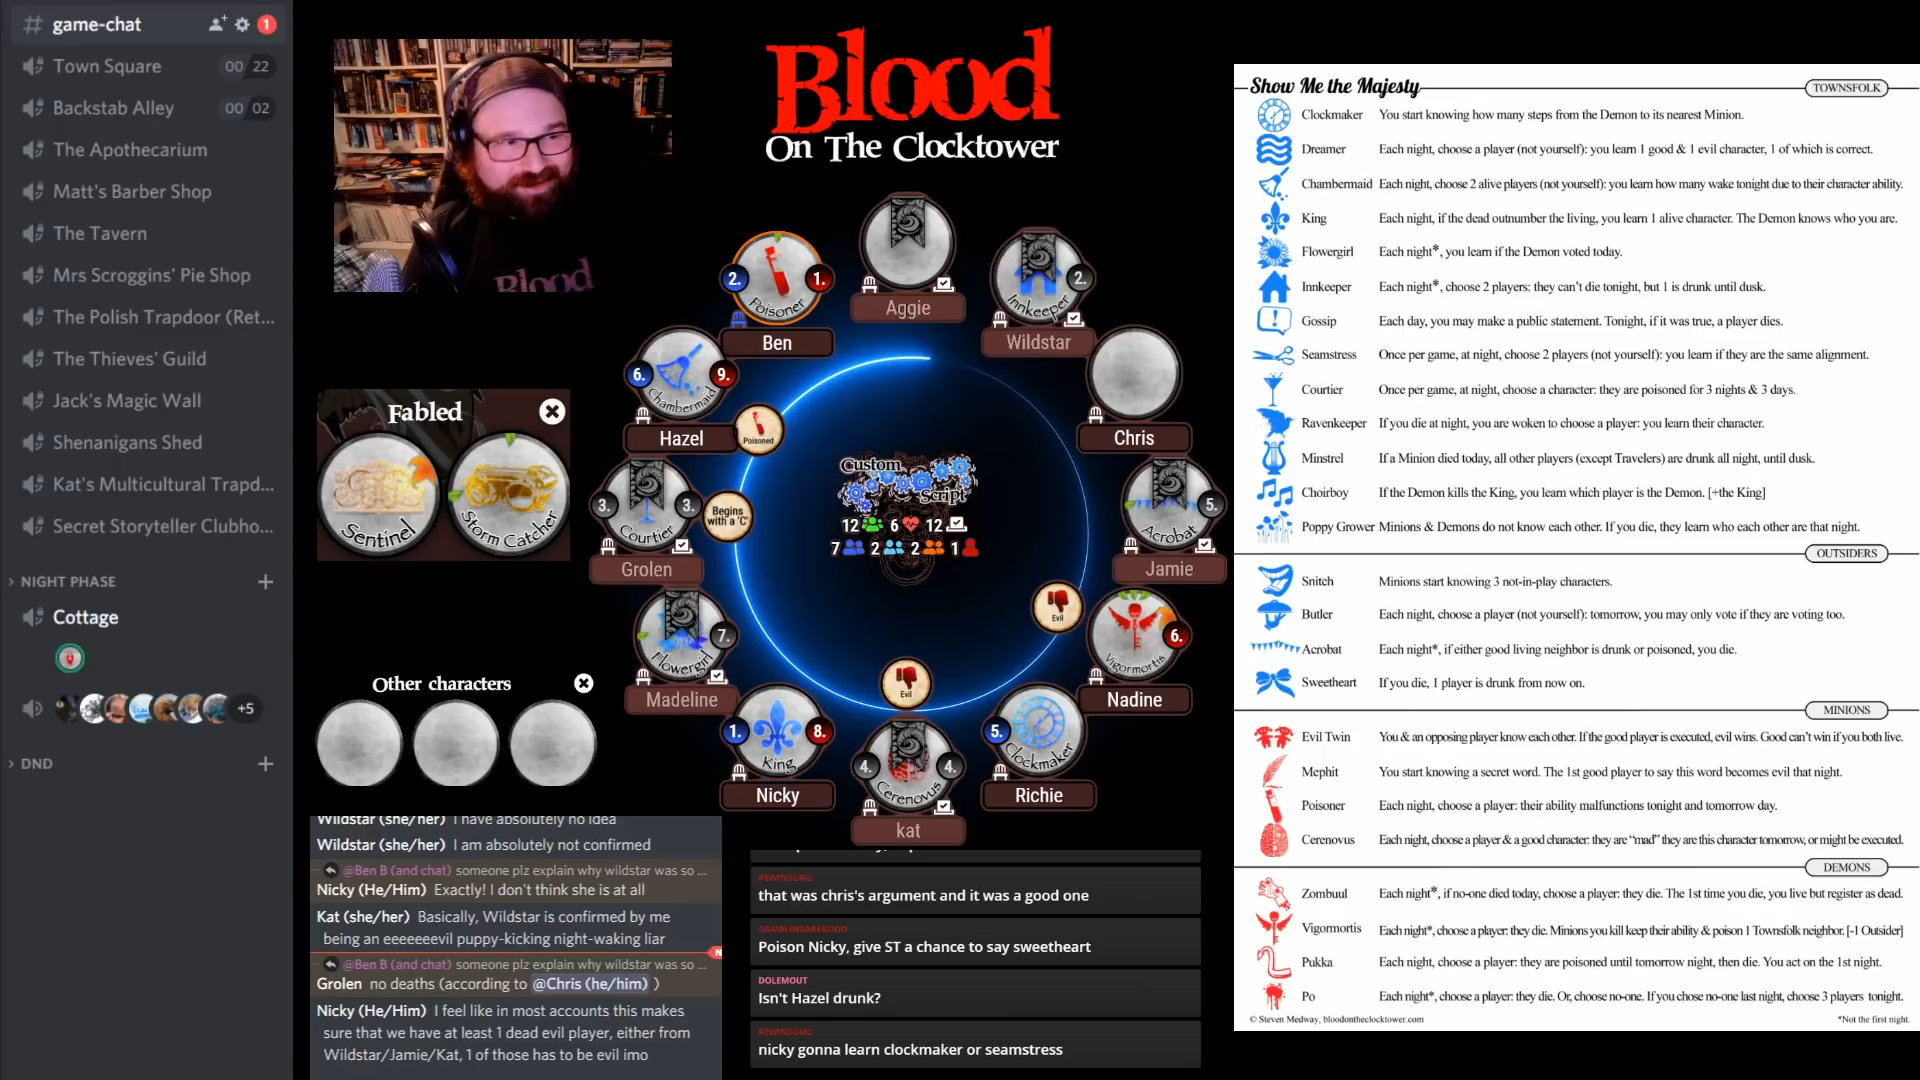 # game-chat 1
Town Square 00 22
Backstab Alley 00 02
The Apothecarium
Matt's Barber Shop
The Tavern
Mrs Scroggins' Pie Shop
The Polish Trapdoor (Ret...
The Thieves' Guild
Jack's Magic Wall
Shenanigans Shed
Kat's Multicultural Trapd...
Secret Storyteller Clubho...
NIGHT PHASE +
Cottage
+5
DND +
Blood
Blood
On The Clocktower
Fabled
Sentinel
Storm Catcher
Other characters
Aggie
Innkeeper
2.
Wildstar
Chris
Acrobat
5.
Jamie
Vigormortis
6.
Nadine
Evil
Clockmaker
5.
Richie
Evil
Cerenovus
4. 4.
kat
King
1. 8.
Nicky
Flowergirl
7.
Madeline
Courtier
3. 3.
Grolen
Begins with a 'C'
Chambermaid
6. 9.
Hazel
Poisoned
Poisoner
2. 1.
Ben
Custom
Script
12 6 12
7 2 2 1
Wildstar (she/her) I have absolutely no idea
Wildstar (she/her) I am absolutely not confirmed
@Ben B (and chat) someone plz explain why wildstar was so ...
Nicky (He/Him) Exactly! I don't think she is at all
Kat (she/her) Basically, Wildstar is confirmed by me
being an eeeeeeevil puppy-kicking night-waking liar
@Ben B (and chat) someone plz explain why wildstar was so ...
Grolen no deaths (according to @Chris (he/him) )
Nicky (He/Him) I feel like in most accounts this makes
sure that we have at least 1 dead evil player, either from
Wildstar/Jamie/Kat, 1 of those has to be evil imo
REWIND2462
that was chris's argument and it was a good one
GAMBLINGABEGOOD
Poison Nicky, give ST a chance to say sweetheart
DOLEMOUT
Isn't Hazel drunk?
REWIND2462
nicky gonna learn clockmaker or seamstress
Show Me the Majesty
TOWNSFOLK
Clockmaker You start knowing how many steps from the Demon to its nearest Minion.
Dreamer Each night, choose a player (not yourself): you learn 1 good & 1 evil character, 1 of which is correct.
Chambermaid Each night, choose 2 alive players (not yourself): you learn how many wake tonight due to their character ability.
King Each night, if the dead outnumber the living, you learn 1 alive character. The Demon knows who you are.
Flowergirl Each night*, you learn if the Demon voted today.
Innkeeper Each night*, choose 2 players: they can't die tonight, but 1 is drunk until dusk.
Gossip Each day, you may make a public statement. Tonight, if it was true, a player dies.
Seamstress Once per game, at night, choose 2 players (not yourself): you learn if they are the same alignment.
Courtier Once per game, at night, choose a character: they are poisoned for 3 nights & 3 days.
Ravenkeeper If you die at night, you are woken to choose a player: you learn their character.
Minstrel If a Minion died today, all other players (except Travelers) are drunk all night, until dusk.
Choirboy If the Demon kills the King, you learn which player is the Demon. [+the King]
Poppy Grower Minions & Demons do not know each other. If you die, they learn who each other are that night.
OUTSIDERS
Snitch Minions start knowing 3 not-in-play characters.
Butler Each night, choose a player (not yourself): tomorrow, you may only vote if they are voting too.
Acrobat Each night*, if either good living neighbor is drunk or poisoned, you die.
Sweetheart If you die, 1 player is drunk from now on.
MINIONS
Evil Twin You & an opposing player know each other. If the good player is executed, evil wins. Good can't win if you both live.
Mephit You start knowing a secret word. The 1st good player to say this word becomes evil that night.
Poisoner Each night, choose a player: their ability malfunctions tonight and tomorrow day.
Cerenovus Each night, choose a player & a good character: they are "mad" they are this character tomorrow, or might be executed.
DEMONS
Zombuul Each night*, if no-one died today, choose a player: they die. The 1st time you die, you live but register as dead.
Vigormortis Each night*, choose a player: they die. Minions you kill keep their ability & poison 1 Townsfolk neighbor. [-1 Outsider]
Pukka Each night, choose a player: they are poisoned until tomorrow night, then die. You act on the 1st night.
Po Each night*, choose a player: they die. Or, choose no-one. If you chose no-one last night, choose 3 players tonight.
© Steven Medway, bloodontheclocktower.com *Not the first night.